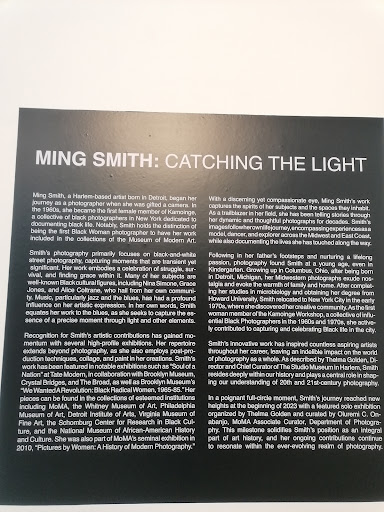 MING SMITH: CATCHING THE LIGHT
Ming Smith, a Harlem-based artist born in Detroit, began her
journey as a photographer when she was gifted a camera. In
the 1960s, she became the first female member of Kamoinge,
a collective of black photographers in New York dedicated to
documenting black life. Notably, Smith holds the distinction of
being the first Black Woman photographer to have her work
included in the collections of the Museum of Modern Art.
Smith's photography primarily focuses on black-and-white
street photography, capturing moments that are transient yet
significant. Her work embodies a celebration of struggle, sur-
vival, and finding grace within it. Many of her subjects are
well-known Black cultural figures, including Nina Simone, Grace
Jones, and Alice Coltrane, who hail from her own communi-
ty. Music, particularly jazz and the blues, has had a profound
influence on her artistic expression. In her own words, Smith
equates her work to the blues, as she seeks to capture the es-
sence of a precise moment through light and other elements.
Recognition for Smith's artistic contributions has gained mo-
mentum with several high-profile exhibitions. Her repertoire
extends beyond photography, as she also employs post-pro-
duction techniques, collage, and paint in her creations. Smith's
work has been featured in notable exhibitions such as "Soul of a
Nation" at Tate Modern, in collaboration with Brooklyn Museum,
Crystal Bridges, and The Broad, as well as Brooklyn Museum's
"We Wanted A Revolution: Black Radical Women, 1965-85." Her
pieces can be found in the collections of esteemed institutions
including MoMA, the Whitney Museum of Art, Philadelphia
Museum of Art, Detroit Institute of Arts, Virginia Museum of
Fine Art, the Schomburg Center for Research in Black Cul-
ture, and the National Museum of African-American History
and Culture. She was also part of MoMA's seminal exhibition in
2010, "Pictures by Women: A History of Modern Photography."
With a discerning yet compassionate eye, Ming Smith's work
captures the spirits of her subjects and the spaces they inhabit.
As a trailblazer in her field, she has been telling stories through
her dynamic and thoughtful photographs for decades. Smith's
images follow her own life journey, encompassing experiences as a
model, dancer, and explorer across the Midwest and East Coast,
while also documenting the lives she has touched along the way.
Following in her father's footsteps and nurturing a lifelong
passion, photography found Smith at a young age, even in
Kindergarten. Growing up in Columbus, Ohio, after being born
in Detroit, Michigan, her Midwestern photographs exude nos-
talgia and evoke the warmth of family and home. After complet-
ing her studies in microbiology and obtaining her degree from
Howard University, Smith relocated to New York City in the early
1970s, where she discovered her creative community. As the first
woman member of the Kamoinge Workshop, a collective of influ-
ential Black Photographers in the 1960s and 1970s, she active-
ly contributed to capturing and celebrating Black life in the city.
Smith's innovative work has inspired countless aspiring artists
throughout her career, leaving an indelible impact on the world
of photography as a whole. As described by Thelma Golden, Di-
rector and Chief Curator of The Studio Museum in Harlem, Smith
resides deeply within our history and played a critical role in shap-
ing our understanding of 20th and 21st-century photography.
In a poignant full-circle moment, Smith's journey reached new
heights at the beginning of 2023 with a featured solo exhibition
organized by Thelma Golden and curated by Oluremi C. On-
abanjo, MoMA Associate Curator, Department of Photogra-
phy. This milestone solidifies Smith's position as an integral
part of art history, and her ongoing contributions continue
to resonate within the ever-evolving realm of photography.